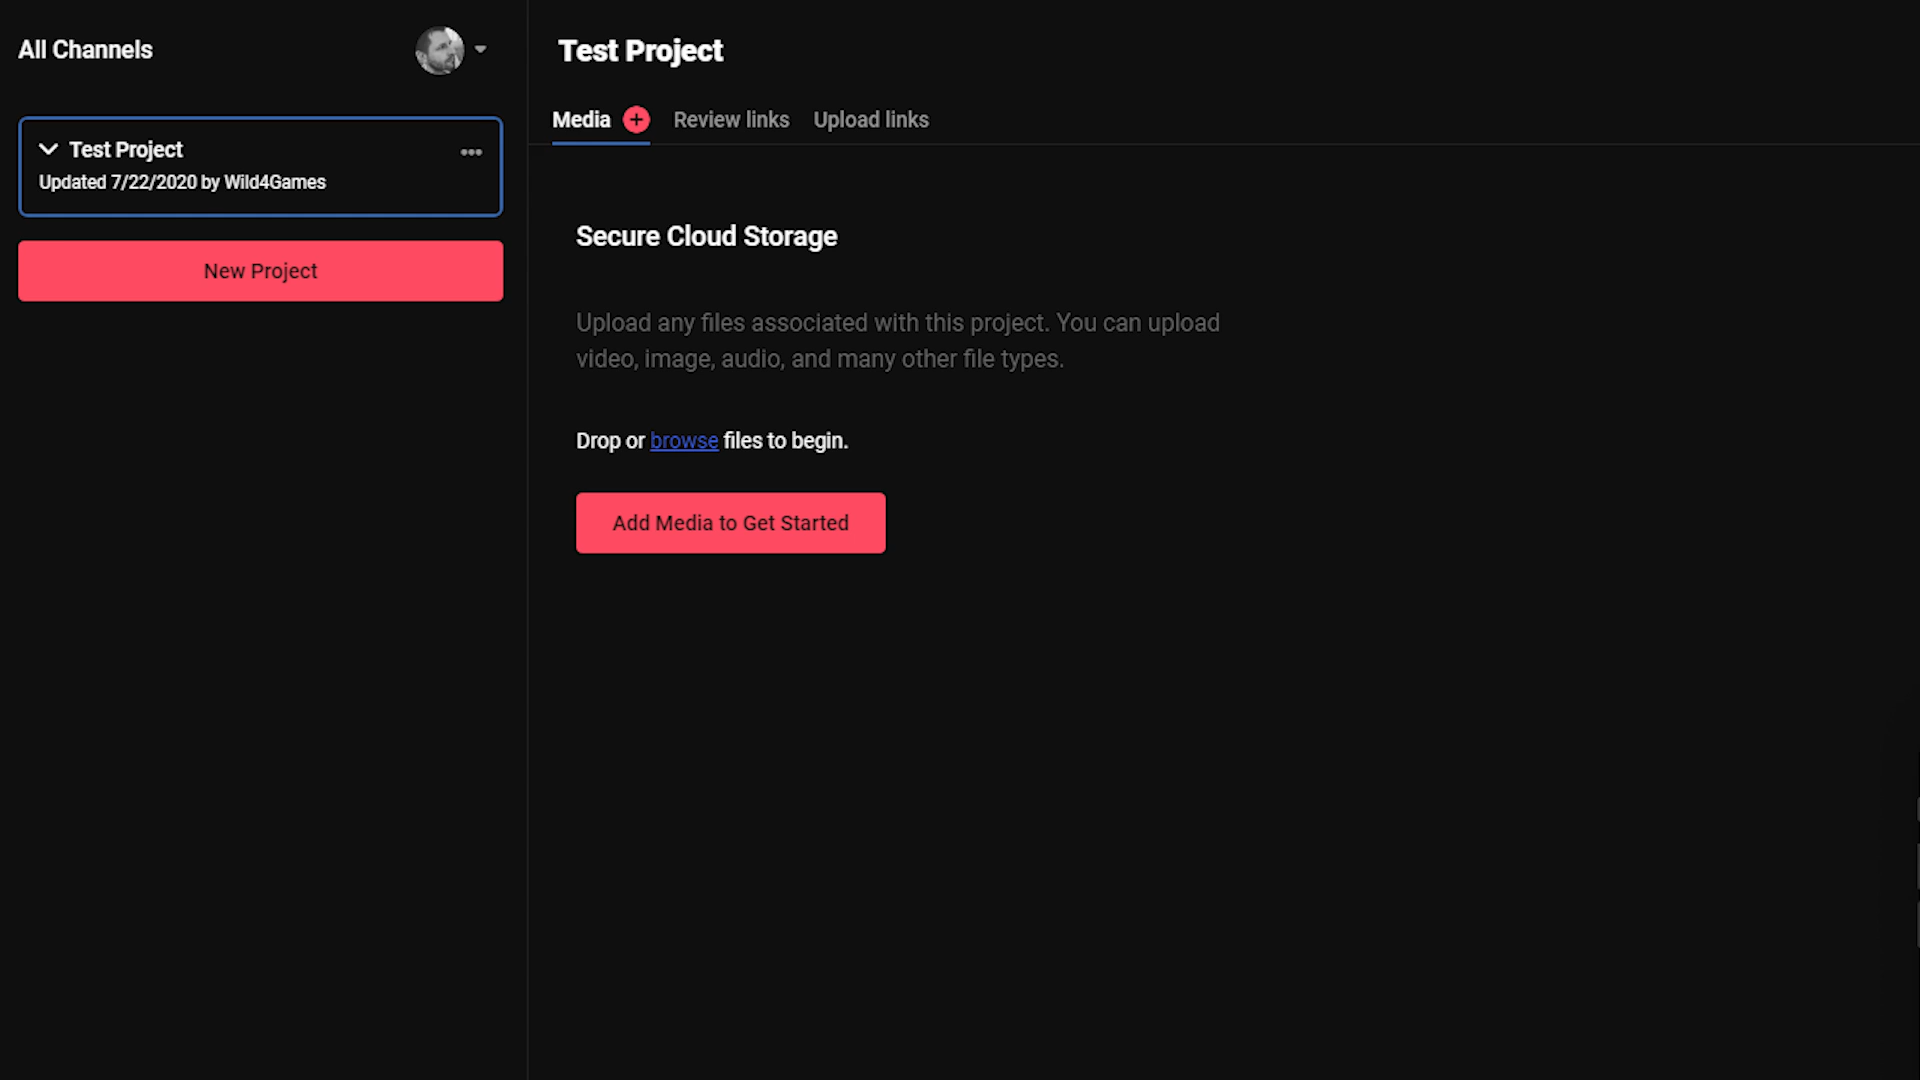 All Channels
Test Project
Updated 7/22/2020 by Wild4Games
New Project
Test Project
Media
Review links
Upload links
Secure Cloud Storage
Upload any files associated with this project. You can upload
video, image, audio, and many other file types.
Drop or browse files to begin.
Add Media to Get Started